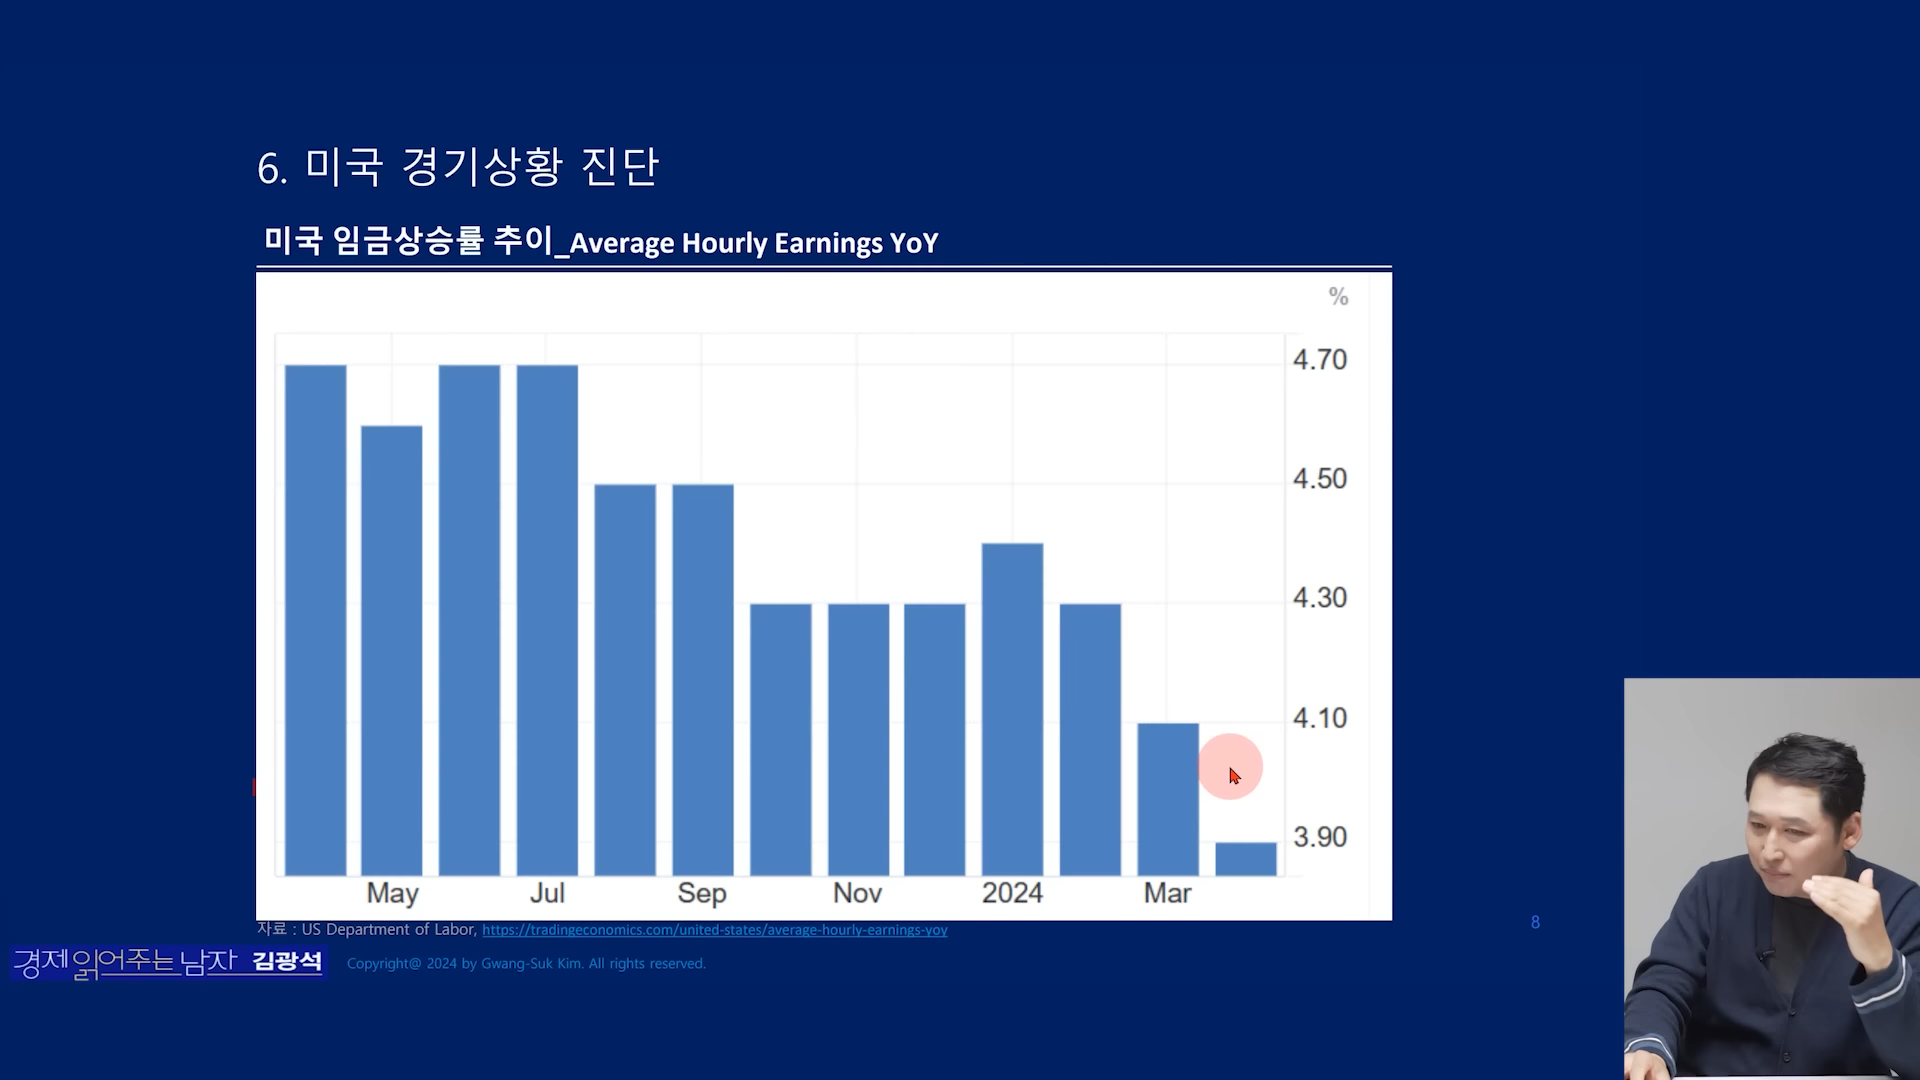 6. 미국 경기상황 진단
미국 임금상승률 추이_Average Hourly Earnings YoY
%
4.70
4.50
4.30
4.10
3.90
May Jul Sep Nov 2024 Mar
자료 : US Department of Labor, https://tradingeconomics.com/united-states/average-hourly-earnings-yoy
8
경제 읽어주는 남자 김광석
Copyright@ 2024 by Gwang-Suk Kim. All rights reserved.